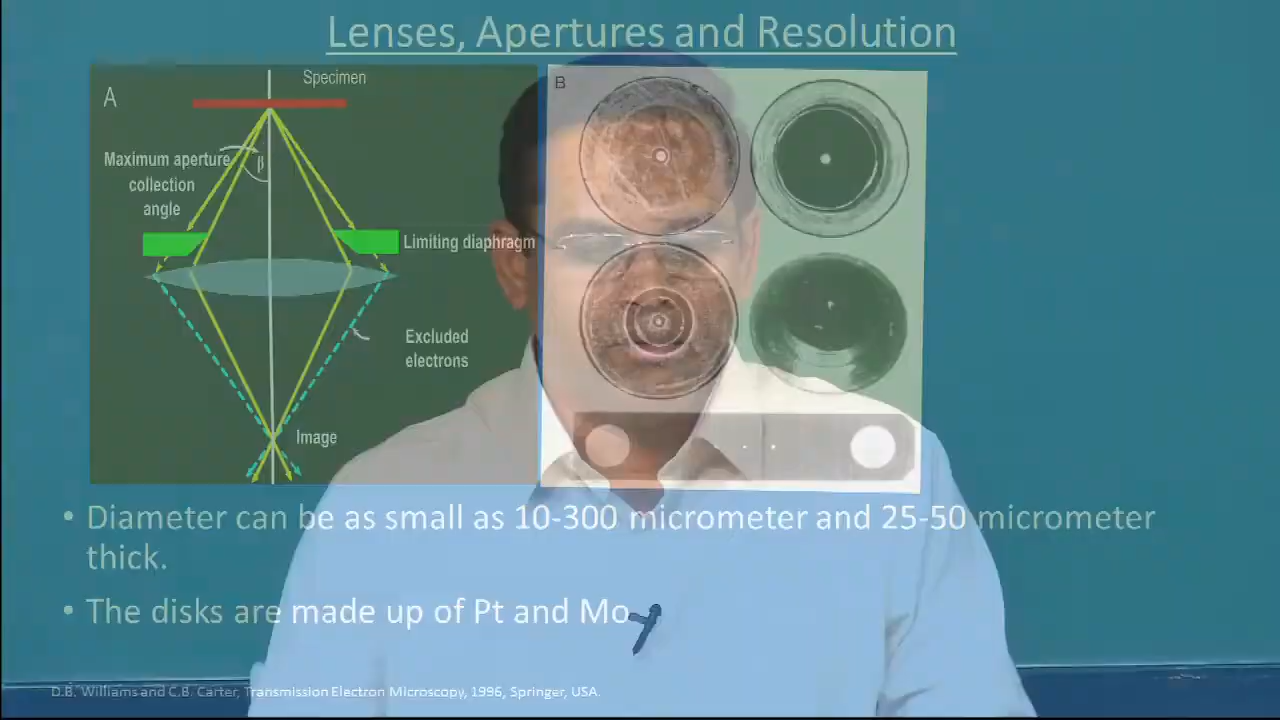 Lenses, Apertures and Resolution
A
Specimen
B
Maximum aperture
collection
angle
β
Limiting diaphragm
Excluded
electrons
Image
• Diameter can be as small as 10-300 micrometer and 25-50 micrometer
thick.
• The disks are made up of Pt and Mo
D.B. Williams and C.B. Carter, Transmission Electron Microscopy, 1996, Springer, USA.